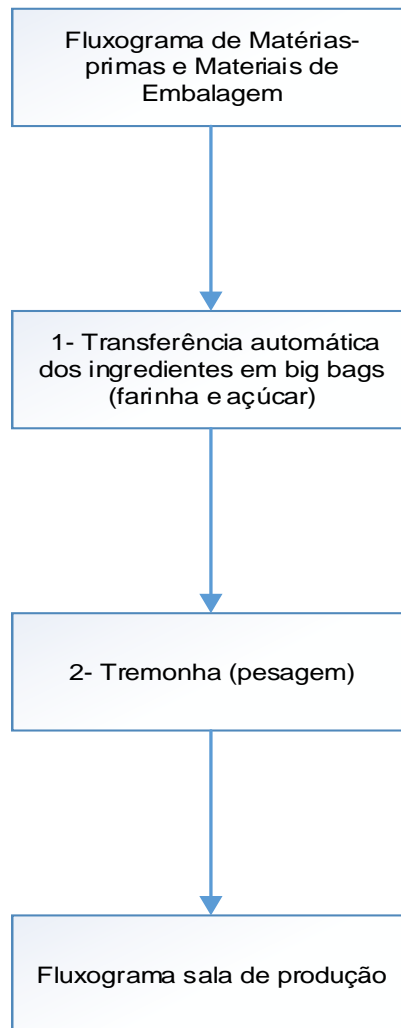 Fluxograma de Matérias-
primas e Materiais de
Embalagem
1- Transferência automática
dos ingredientes em big bags
(farinha e açúcar)
2- Tremonha (pesagem)
Fluxograma sala de produção